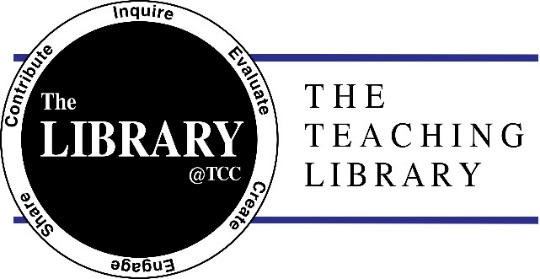 Inquire
Evaluate
Create
Engage
Share
Contribute
The
LIBRARY
@TCC
THE
TEACHING
LIBRARY